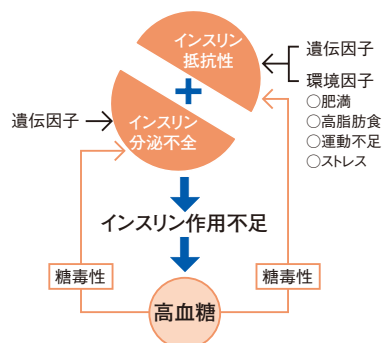 インスリン
抵抗性
遺伝因子
環境因子
○肥満
○高脂肪食
○運動不足
○ストレス
+
遺伝因子
インスリン
分泌不全
インスリン作用不足
糖毒性
糖毒性
高血糖